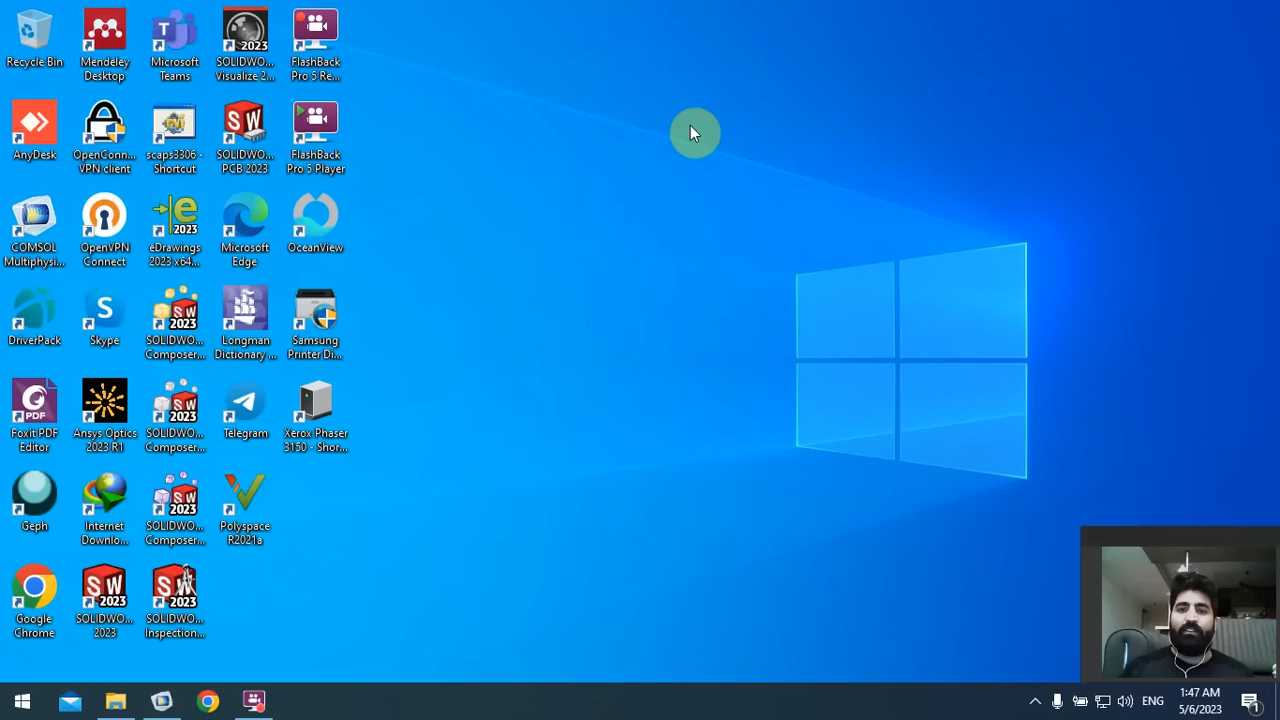 Recycle Bin
Mendeley
Desktop
Microsoft
Teams
2023
SOLIDWO...
Visualize 2...
FlashBack
Pro 5 Re...
AnyDesk
OpenConn...
VPN client
scaps3306 -
Shortcut
SW
SOLIDWO...
PCB 2023
FlashBack
Pro 5 Player
COMSOL
Multiphysi...
OpenVPN
Connect
2023
eDrawings
2023 x64...
Microsoft
Edge
OceanView
DriverPack
Skype
SW
2023
SOLIDWO...
Composer...
Longman
Dictionary ...
Samsung
Printer Di...
PDF
Foxit PDF
Editor
Ansys Optics
2023 R1
SW
2023
SOLIDWO...
Composer...
Telegram
Xerox Phaser
3150 - Shor...
Geph
Internet
Downlo...
SW
2023
SOLIDWO...
Composer...
Polyspace
R2021a
Google
Chrome
SW
2023
SOLIDWO...
2023
SW
2023
SOLIDWO...
Inspection...
ENG
1:47 AM
5/6/2023
1